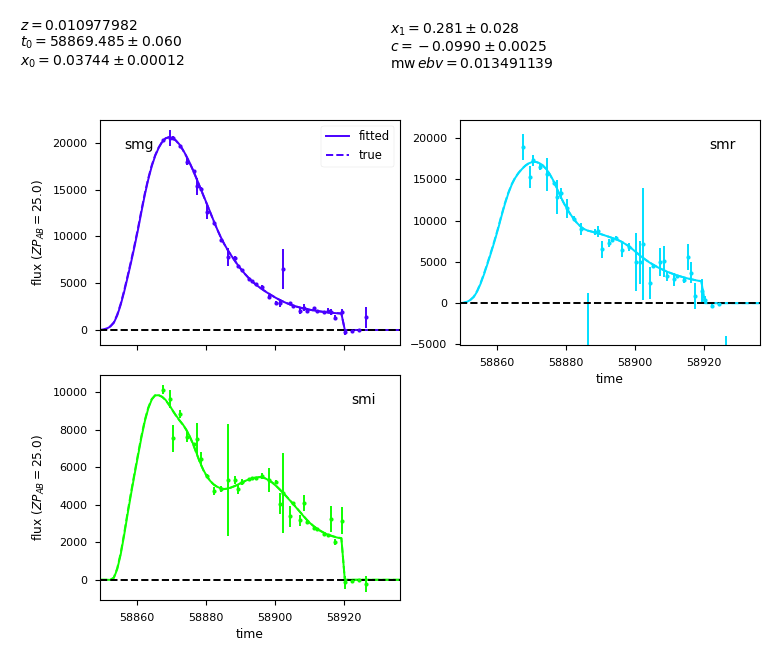 z = 0.010977982
t₀ = 58869.485 ± 0.060
x₀ = 0.03744 ± 0.00012
x₁ = 0.281 ± 0.028
c = −0.0990 ± 0.0025
mw ebv = 0.013491139
smg
fitted
true
flux (ZP_AB = 25.0)
20000
15000
10000
5000
0
smr
20000
15000
10000
5000
0
−5000
58860 58880 58900 58920
time
smi
flux (ZP_AB = 25.0)
10000
8000
6000
4000
2000
0
58860 58880 58900 58920
time